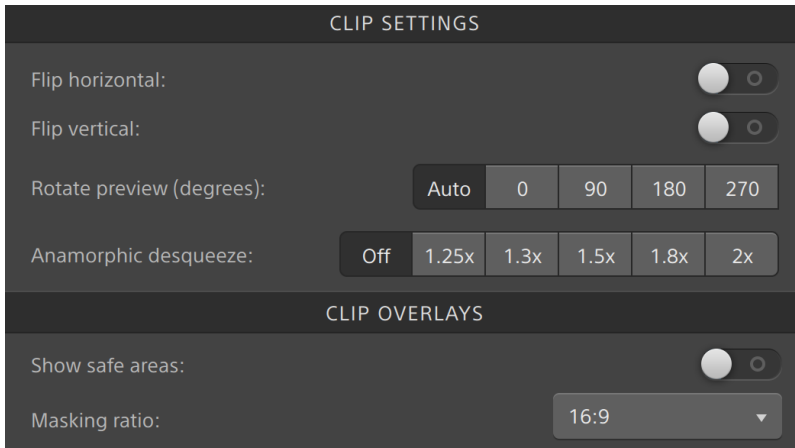 CLIP SETTINGS
Flip horizontal:
Flip vertical:
Rotate preview (degrees): Auto 0 90 180 270
Anamorphic desqueeze: Off 1.25x 1.3x 1.5x 1.8x 2x
CLIP OVERLAYS
Show safe areas:
Masking ratio: 16:9